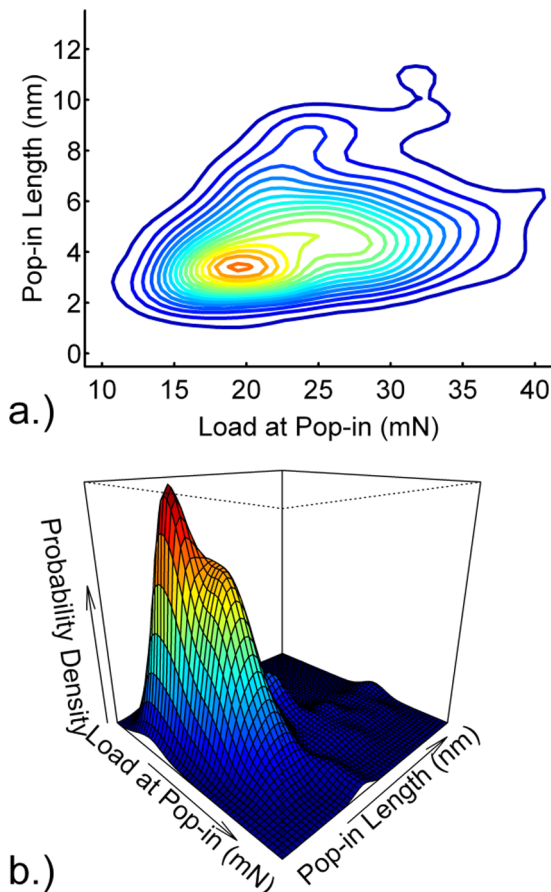 12
10
8
6
4
2
0
Pop-in Length (nm)
10 15 20 25 30 35 40
Load at Pop-in (mN)
a.)
Probability Density
Load at Pop-in (mN)
Pop-in Length (nm)
b.)